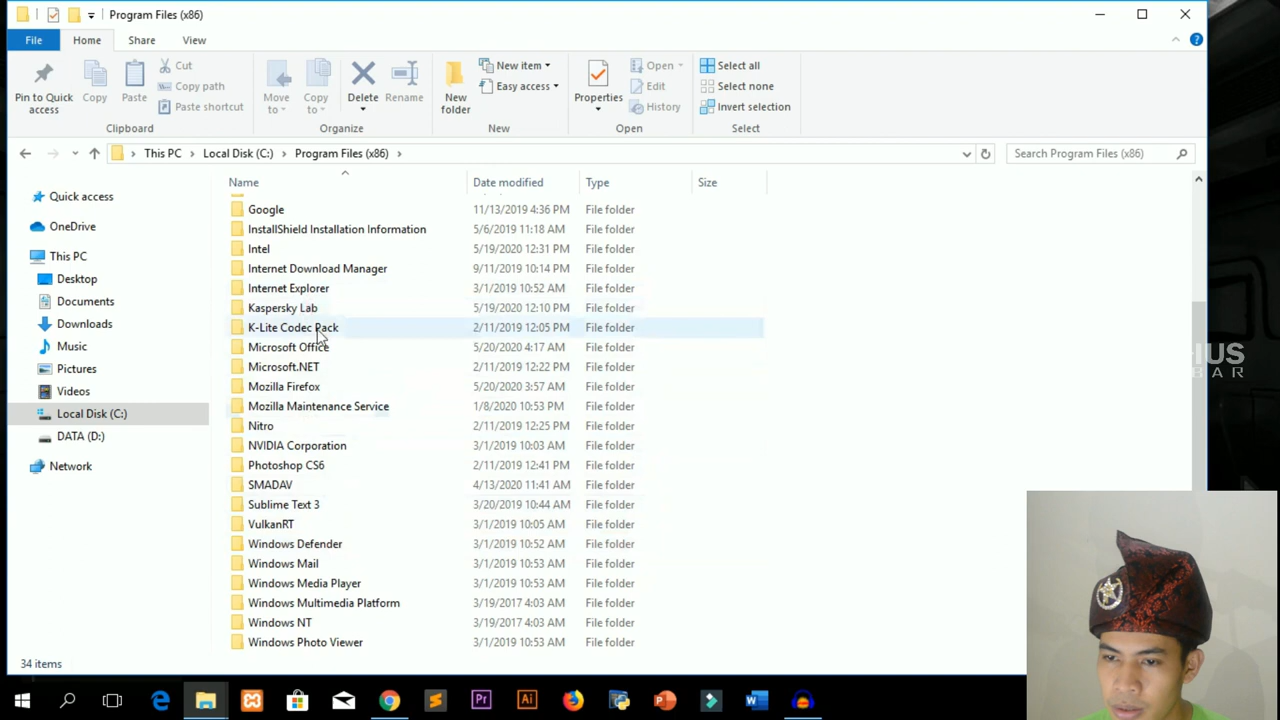 Program Files (x86)
File Home Share View
Pin to Quick access
Copy
Paste
Cut
Copy path
Paste shortcut
Clipboard
Move to
Copy to
Delete
Rename
Organize
New folder
New item
Easy access
New
Properties
Open
Edit
History
Open
Select all
Select none
Invert selection
Select
This PC > Local Disk (C:) > Program Files (x86) >
Search Program Files (x86)
Quick access
OneDrive
This PC
Desktop
Documents
Downloads
Music
Pictures
Videos
Local Disk (C:)
DATA (D:)
Network
Name Date modified Type Size
Google 11/13/2019 4:36 PM File folder
InstallShield Installation Information 5/6/2019 11:18 AM File folder
Intel 5/19/2020 12:31 PM File folder
Internet Download Manager 9/11/2019 10:14 PM File folder
Internet Explorer 3/1/2019 10:52 AM File folder
Kaspersky Lab 5/19/2020 12:10 PM File folder
K-Lite Codec Pack 2/11/2019 12:05 PM File folder
Microsoft Office 5/20/2020 4:17 AM File folder
Microsoft.NET 2/11/2019 12:22 PM File folder
Mozilla Firefox 5/20/2020 3:57 AM File folder
Mozilla Maintenance Service 1/8/2020 10:53 PM File folder
Nitro 2/11/2019 12:25 PM File folder
NVIDIA Corporation 3/1/2019 10:03 AM File folder
Photoshop CS6 2/11/2019 12:41 PM File folder
SMADAV 4/13/2020 11:41 AM File folder
Sublime Text 3 3/20/2019 10:44 AM File folder
VulkanRT 3/1/2019 10:05 AM File folder
Windows Defender 3/1/2019 10:52 AM File folder
Windows Mail 3/1/2019 10:53 AM File folder
Windows Media Player 3/1/2019 10:53 AM File folder
Windows Multimedia Platform 3/19/2017 4:03 AM File folder
Windows NT 3/19/2017 4:03 AM File folder
Windows Photo Viewer 3/1/2019 10:53 AM File folder
34 items
BAR
Pr
Ai